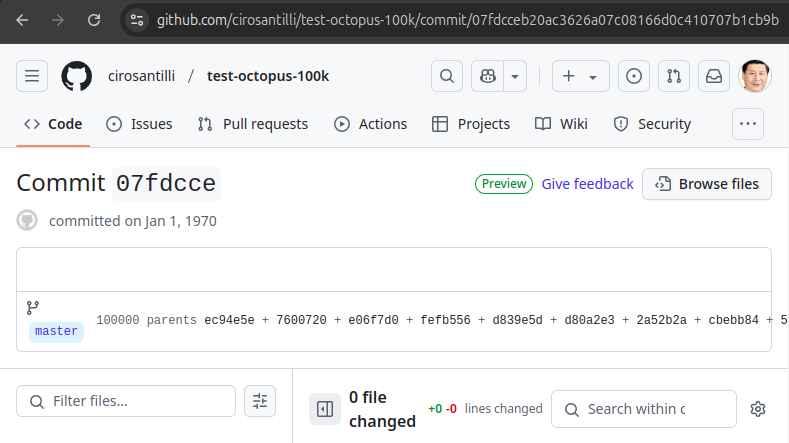 github.com/cirosantilli/test-octopus-100k/commit/07fdcceb20ac3626a07c08166d0c410707b1cb9b
cirosantilli / test-octopus-100k
Code Issues Pull requests Actions Projects Wiki Security
Commit 07fdcce Preview Give feedback Browse files
committed on Jan 1, 1970
100000 parents ec94e5e + 7600720 + e06f7d0 + fefb556 + d839e5d + d80a2e3 + 2a52b2a + cbebb84 + 5
master
Filter files...
0 file changed +0 -0 lines changed Search within c